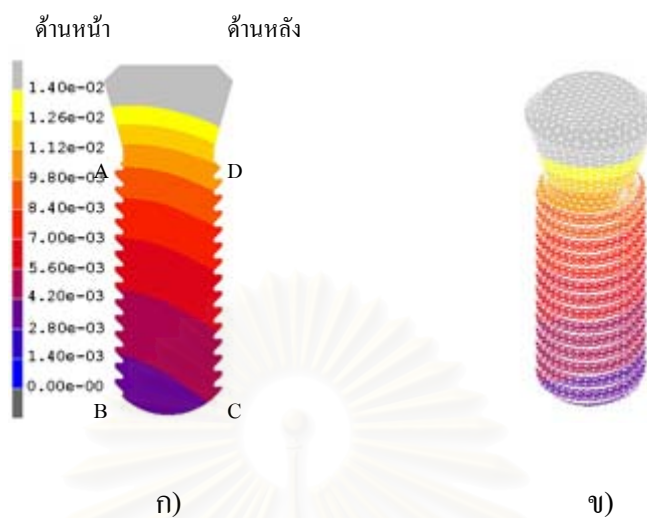 ด้านหน้า ด้านหลัง
1.40e-02
1.26e-02
1.12e-02
A D
9.80e-03
8.40e-03
7.00e-03
5.60e-03
4.20e-03
2.80e-03
1.40e-03
0.00e+00
B C
ก) ข)